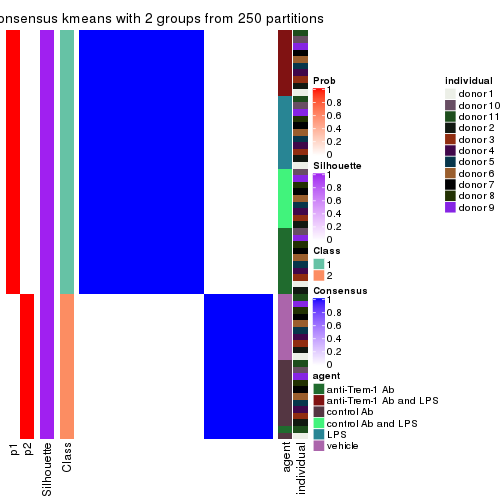 onsensus kmeans with 2 groups from 250 partitions
p1
p2
Silhouette
Class
agent
individual
Prob
1
0.8
0.6
0.4
0.2
0
Silhouette
1
0.8
0.6
0.4
0.2
0
Class
1
2
Consensus
1
0.8
0.6
0.4
0.2
0
agent
anti-Trem-1 Ab
anti-Trem-1 Ab and LPS
control Ab
control Ab and LPS
LPS
vehicle
individual
donor 1
donor 10
donor 11
donor 2
donor 3
donor 4
donor 5
donor 6
donor 7
donor 8
donor 9